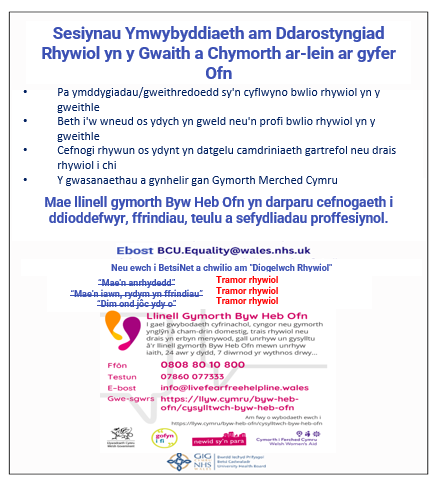 Sesiynau Ymwybyddiaeth am Ddarostyngiad
Rhywiol yn y Gwaith a Chymorth ar-lein ar gyfer
Ofn
• Pa ymddygiadau/gweithredoedd sy'n cyflwyno bwlio rhywiol yn y
gweithle
• Beth i'w wneud os ydych yn gweld neu'n profi bwlio rhywiol yn y
gweithle
• Cefnogi rhywun os ydynt yn datgelu camdriniaeth gartrefol neu drais
rhywiol i chi
• Y gwasanaethau a gynhelir gan Gymorth Merched Cymru
Mae llinell gymorth Byw Heb Ofn yn darparu cefnogaeth i
ddioddefwyr, ffrindiau, teulu a sefydliadau proffesiynol.
Ebost BCU.Equality@wales.nhs.uk
Neu ewch i BetsiNet a chwilio am "Diogelwch Rhywiol"
"Mae'n anrhydedd" Tramor rhywiol
"Mae'n iawn, rydym yn ffrindiau" Tramor rhywiol
"Dim ond jôc ydy o" Tramor rhywiol
Llinell Gymorth Byw Heb Ofn
I gael gwybodaeth cyfrinachol, cyngor neu gymorth
ynglŷn â cham-drin domestig, trais rhywiol neu
drais yn erbyn menywod, gall unrhyw un gysylltu
â'r llinell gymorth Byw Heb Ofn mewn unrhyw
iaith, 24 awr y dydd, 7 diwrnod yr wythnos drwy...
Ffôn 0808 80 10 800
Testun 07860 077333
E-bost info@livefearfreehelpline.wales
Gwe-sgwrs https://llyw.cymru/byw-heb-
ofn/cysylltwch-byw-heb-ofn
Am fwy o wybodaeth ewch i
https://llyw.cymru/byw-heb-ofn/cysylltwch-byw-heb-ofn
Llywodraeth Cymru
Welsh Government
gofyn
i fi
newid sy'n para
Cymorth i Ferched Cymru
Welsh Women's Aid
GIG
CYMRU
NHS
WALES
Bwrdd Iechyd Prifysgol
Betsi Cadwaladr
University Health Board